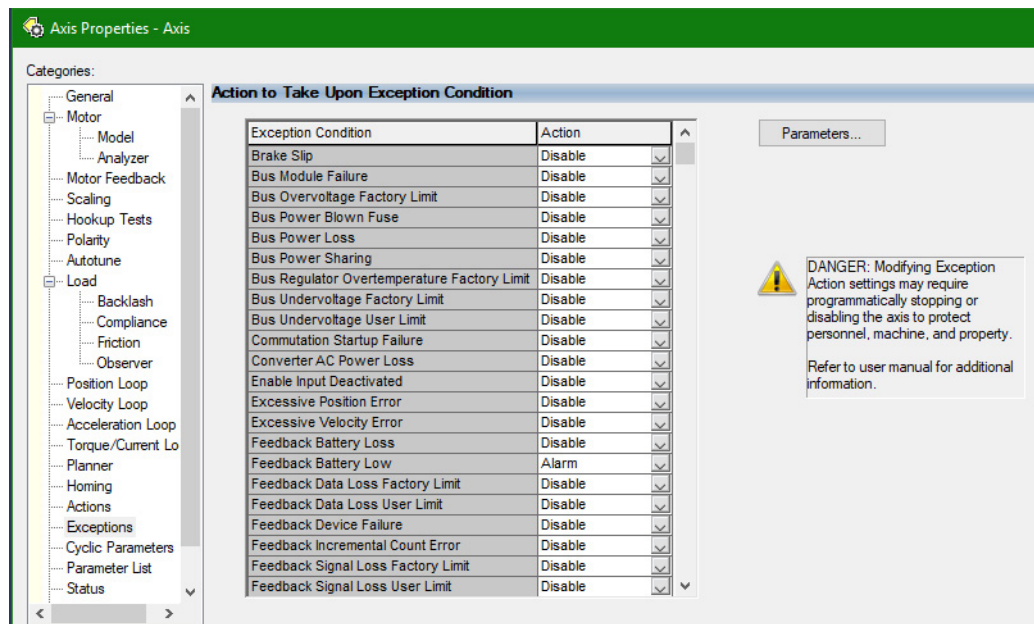 Axis Properties - Axis
Categories:
General
Motor
Model
Analyzer
Motor Feedback
Scaling
Hookup Tests
Polarity
Autotune
Load
Backlash
Compliance
Friction
Observer
Position Loop
Velocity Loop
Acceleration Loop
Torque/Current Lo
Planner
Homing
Actions
Exceptions
Cyclic Parameters
Parameter List
Status
Action to Take Upon Exception Condition
Exception Condition Action
Brake Slip Disable
Bus Module Failure Disable
Bus Overvoltage Factory Limit Disable
Bus Power Blown Fuse Disable
Bus Power Loss Disable
Bus Power Sharing Disable
Bus Regulator Overtemperature Factory Limit Disable
Bus Undervoltage Factory Limit Disable
Bus Undervoltage User Limit Disable
Commutation Startup Failure Disable
Converter AC Power Loss Disable
Enable Input Deactivated Disable
Excessive Position Error Disable
Excessive Velocity Error Disable
Feedback Battery Loss Disable
Feedback Battery Low Alarm
Feedback Data Loss Factory Limit Disable
Feedback Data Loss User Limit Disable
Feedback Device Failure Disable
Feedback Incremental Count Error Disable
Feedback Signal Loss Factory Limit Disable
Feedback Signal Loss User Limit Disable
Parameters...
DANGER: Modifying Exception
Action settings may require
programmatically stopping or
disabling the axis to protect
personnel, machine, and property.
Refer to user manual for additional
information.